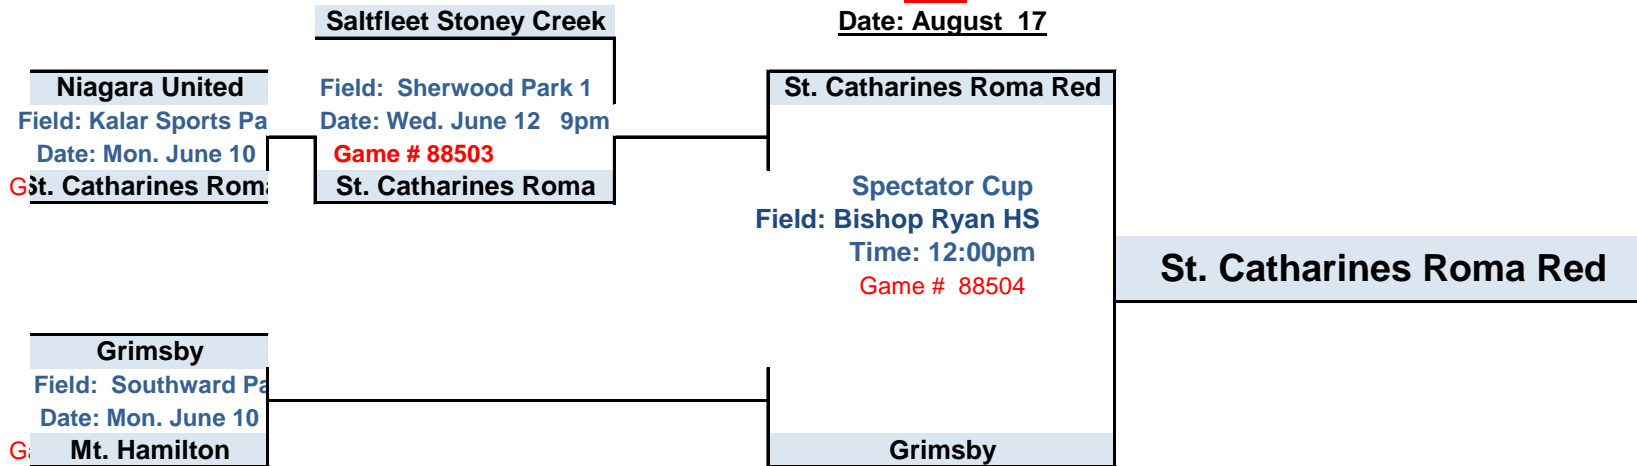 Saltfleet Stoney Creek
Date: August 17
Niagara United
Field: Kalar Sports Pa
Date: Mon. June 10
St. Catharines Roma
Field: Sherwood Park 1
Date: Wed. June 12 9pm
Game # 88503
St. Catharines Roma
St. Catharines Roma Red
Spectator Cup
Field: Bishop Ryan HS
Time: 12:00pm
Game # 88504
St. Catharines Roma Red
Grimsby
Field: Southward Pa
Date: Mon. June 10
Mt. Hamilton
Grimsby